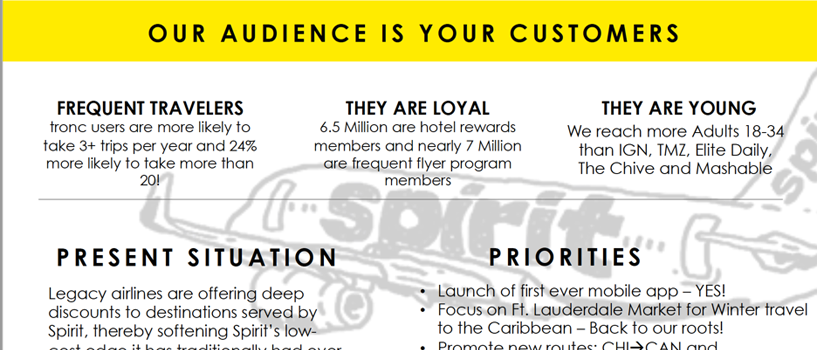 OUR AUDIENCE IS YOUR CUSTOMERS
FREQUENT TRAVELERS
tronc users are more likely to
take 3+ trips per year and 24%
more likely to take more than
20!
THEY ARE LOYAL
6.5 Million are hotel rewards
members and nearly 7 Million
are frequent flyer program
members
THEY ARE YOUNG
We reach more Adults 18-34
than IGN, TMZ, Elite Daily,
The Chive and Mashable
spirit
PRESENT SITUATION
Legacy airlines are offering deep
discounts to destinations served by
Spirit, thereby softening Spirit's low-
cost edge it has traditionally had over
PRIORITIES
• Launch of first ever mobile app – YES!
• Focus on Ft. Lauderdale Market for Winter travel
to the Caribbean – Back to our roots!
• Promote new routes: CHI→CAN and